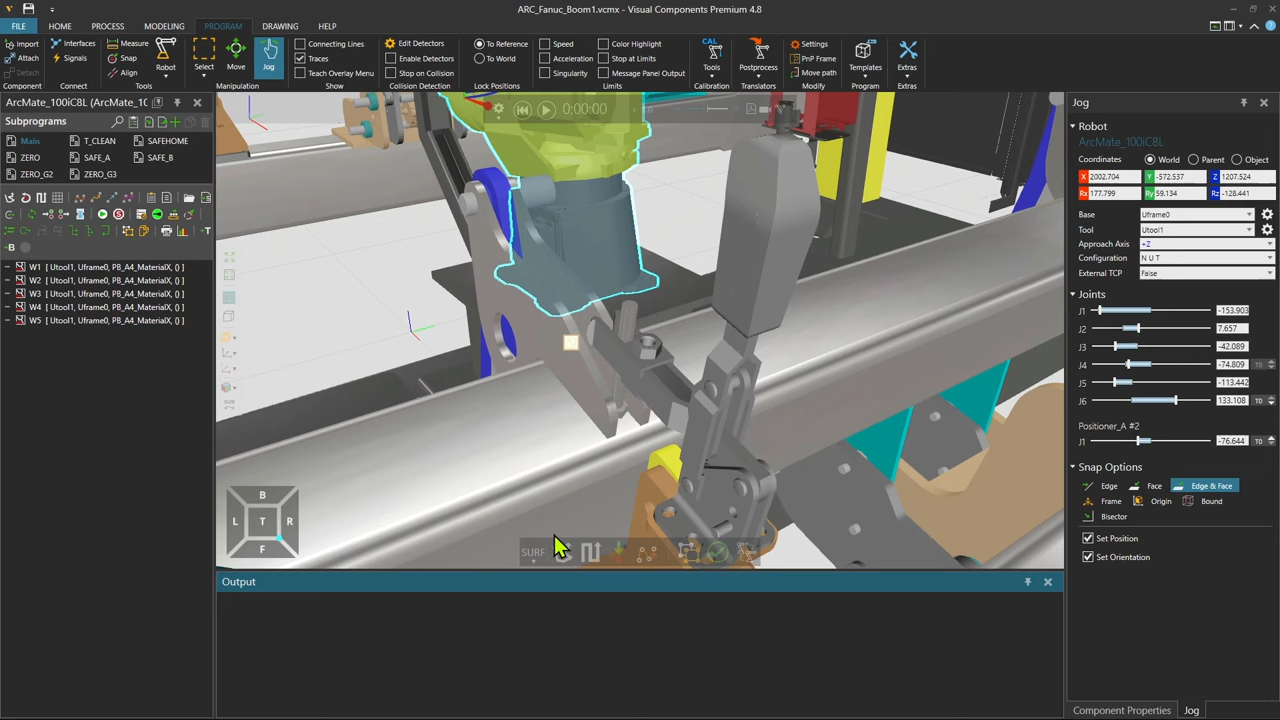 ARC_Fanuc_Boom1.vcmx - Visual Components Premium 4.8
FILE HOME PROCESS MODELING PROGRAM DRAWING HELP
Import
Attach
Detach
Component
Interfaces
Signals
Connect
Measure
Snap
Align
Robot
Tools
Select
Move
Jog
Manipulation
Connecting Lines
Traces
Teach Overlay Menu
Show
Edit Detectors
Enable Detectors
Stop on Collision
Collision Detection
To Reference
To World
Lock Positions
Speed
Acceleration
Singularity
Color Highlight
Stop at Limits
Message Panel Output
Limits
CAL
Tools
Calibration
Postprocess
Translators
Settings
PnP Frame
Move path
Modify
Templates
Program
Extras
Extras
ArcMate_100iC8L (ArcMate_1C
Subprograms
Main T_CLEAN SAFEHOME
ZERO SAFE_A SAFE_B
ZERO_G2 ZERO_G3
W1 [ Utool1, Uframe0, PB_A4_MaterialX, () ]
W2 [ Utool1, Uframe0, PB_A4_MaterialX, () ]
W3 [ Utool1, Uframe0, PB_A4_MaterialX, () ]
W4 [ Utool1, Uframe0, PB_A4_MaterialX, () ]
W5 [ Utool1, Uframe0, PB_A4_MaterialX, () ]
0:00:00
SUR
B
L T R
F
SURF
Output
Jog
Robot
ArcMate_100iC8L
Coordinates World Parent Object
X 2002.704 Y -572.537 Z 1207.524
Rx 177.799 Ry 59.134 Rz -128.441
Base Uframe0
Tool Utool1
Approach Axis +Z
Configuration N U T
External TCP False
Joints
J1 -153.903
J2 7.657
J3 -42.089
J4 -74.809 T0
J5 -113.442
J6 133.108 T0
Positioner_A #2
J1 -76.644 T0
Snap Options
Edge Face Edge & Face
Frame Origin Bound
Bisector
Set Position
Set Orientation
Component Properties Jog